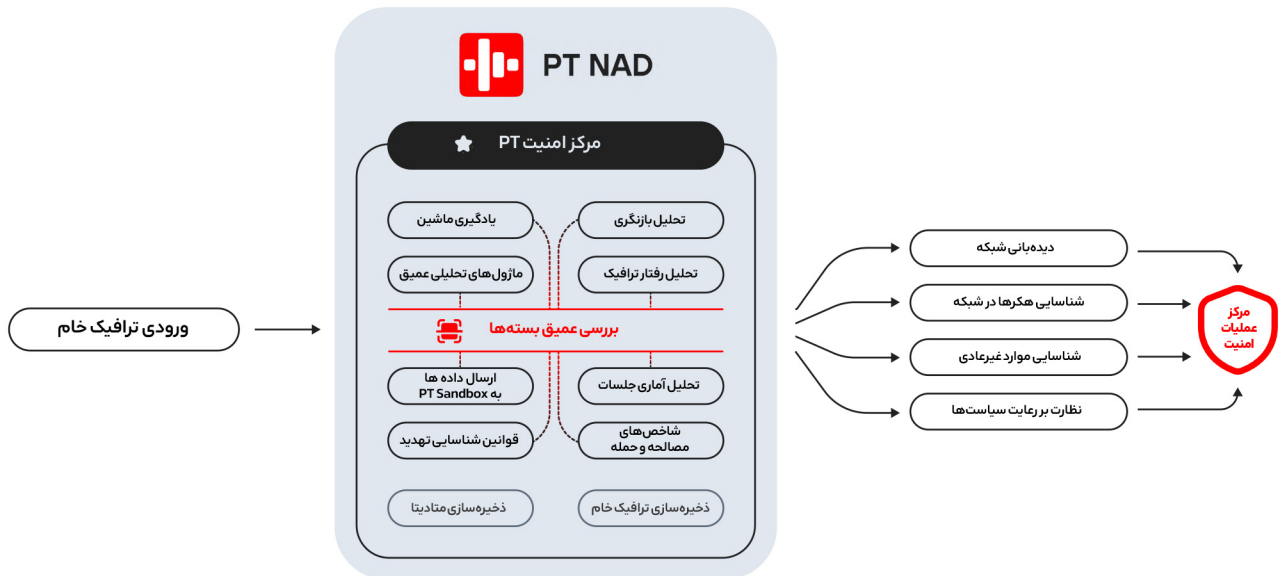 PT NAD
مرکز امنیت PT
ورودی ترافیک خام
تحلیل بازنگری
یادگیری ماشین
تحلیل رفتار ترافیک
ماژول‌های تحلیلی عمیق
بررسی عمیق بسته‌ها
تحلیل آماری جلسات
ارسال داده ها
به PT Sandbox
شاخص‌های
مصالحه و حمله
قوانین شناسایی تهدید
ذخیره‌سازی ترافیک خام
ذخیره‌سازی متادیتا
دیده‌بانی شبکه
شناسایی هکرها در شبکه
شناسایی موارد غیرعادی
نظارت بر رعایت سیاست‌ها
مرکز
عملیات
امنیت